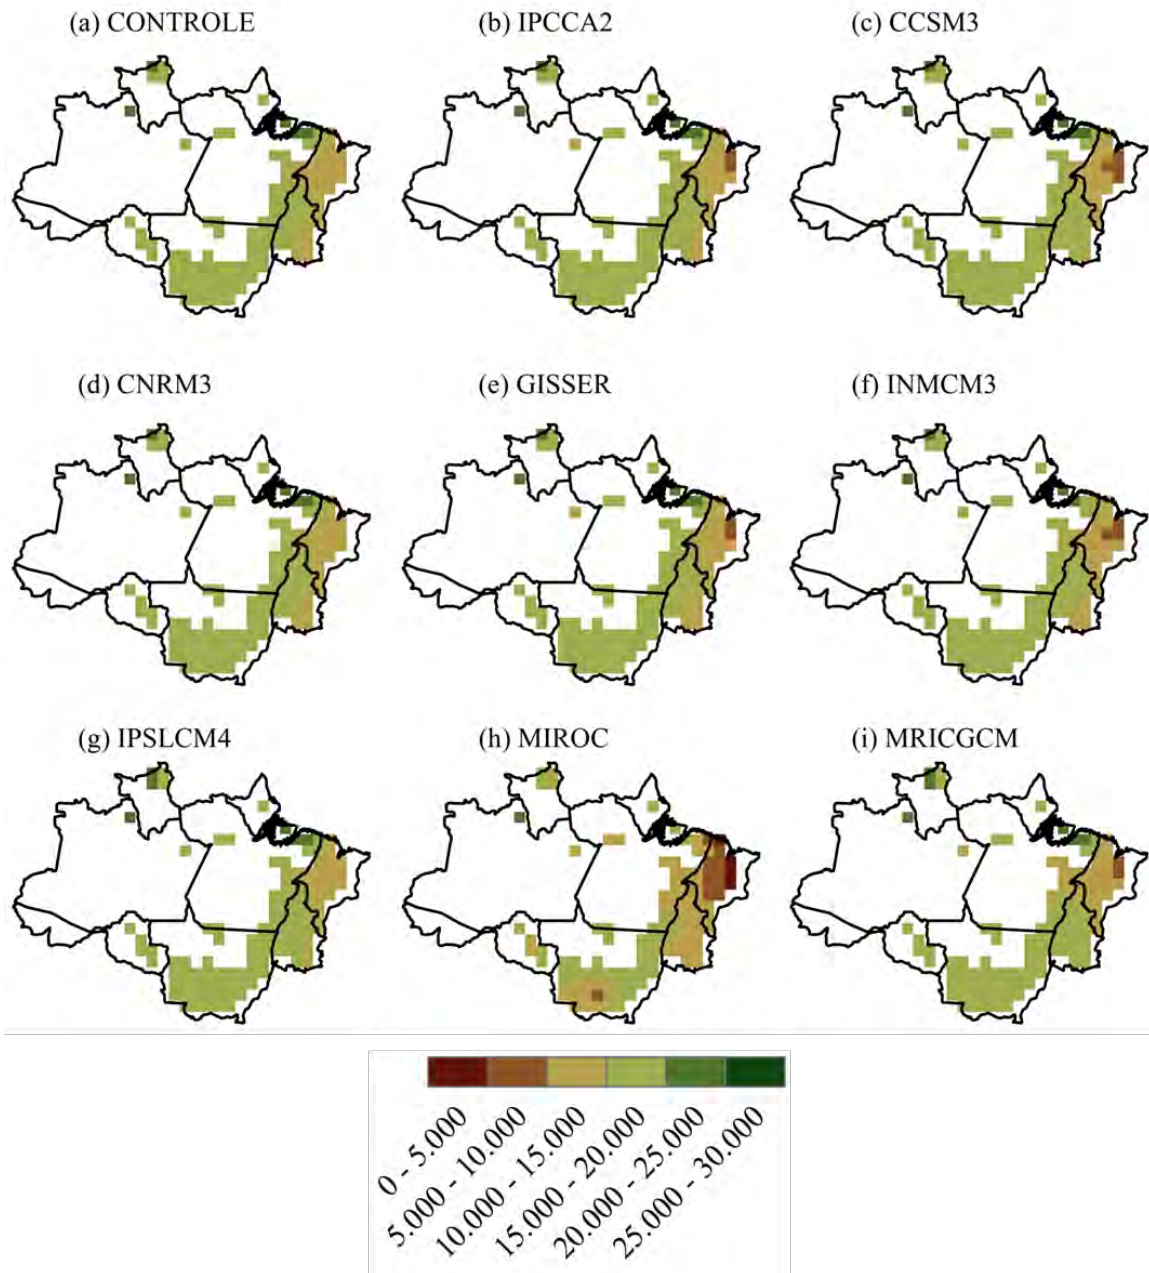 (a) CONTROLE
(b) IPCCA2
(c) CCSM3
(d) CNRM3
(e) GISSER
(f) INMCM3
(g) IPSLCM4
(h) MIROC
(i) MRICGCM
0 - 5.000
5.000 - 10.000
10.000 - 15.000
15.000 - 20.000
20.000 - 25.000
25.000 - 30.000